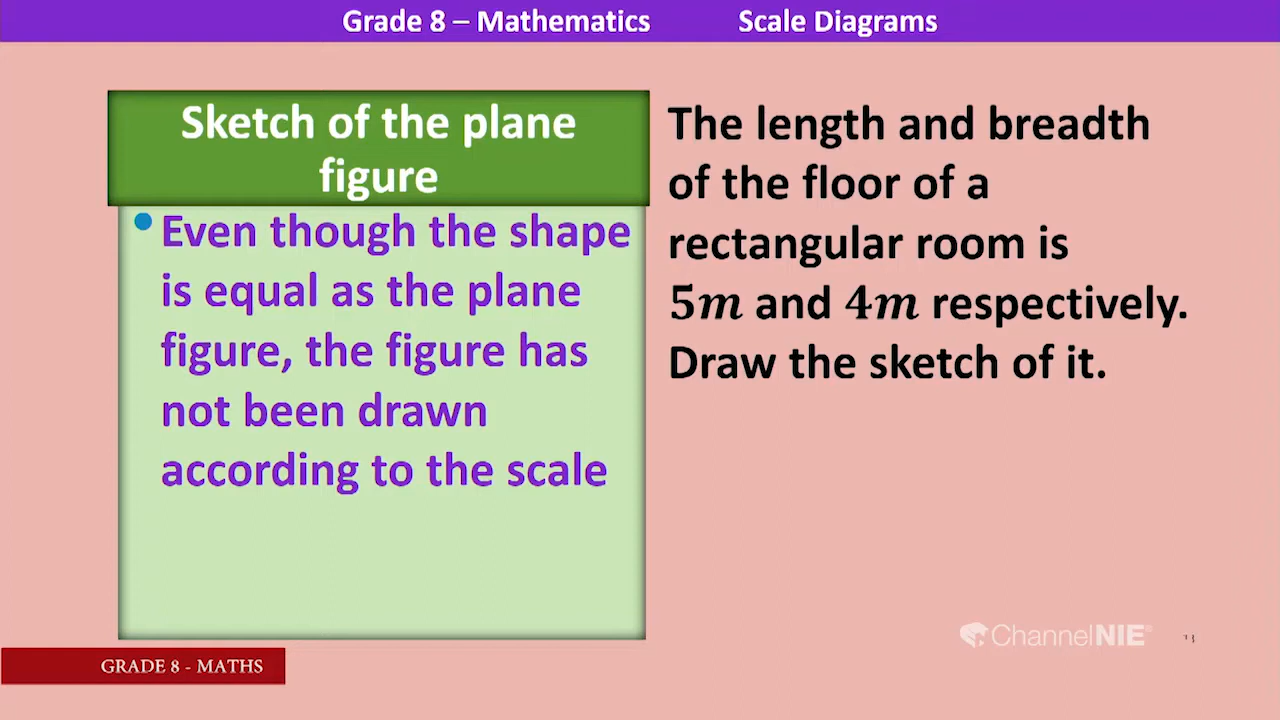 Grade 8 – Mathematics Scale Diagrams
Sketch of the plane
figure
• Even though the shape
is equal as the plane
figure, the figure has
not been drawn
according to the scale
The length and breadth
of the floor of a
rectangular room is
5m and 4m respectively.
Draw the sketch of it.
ChannelNIE®
GRADE 8 - MATHS